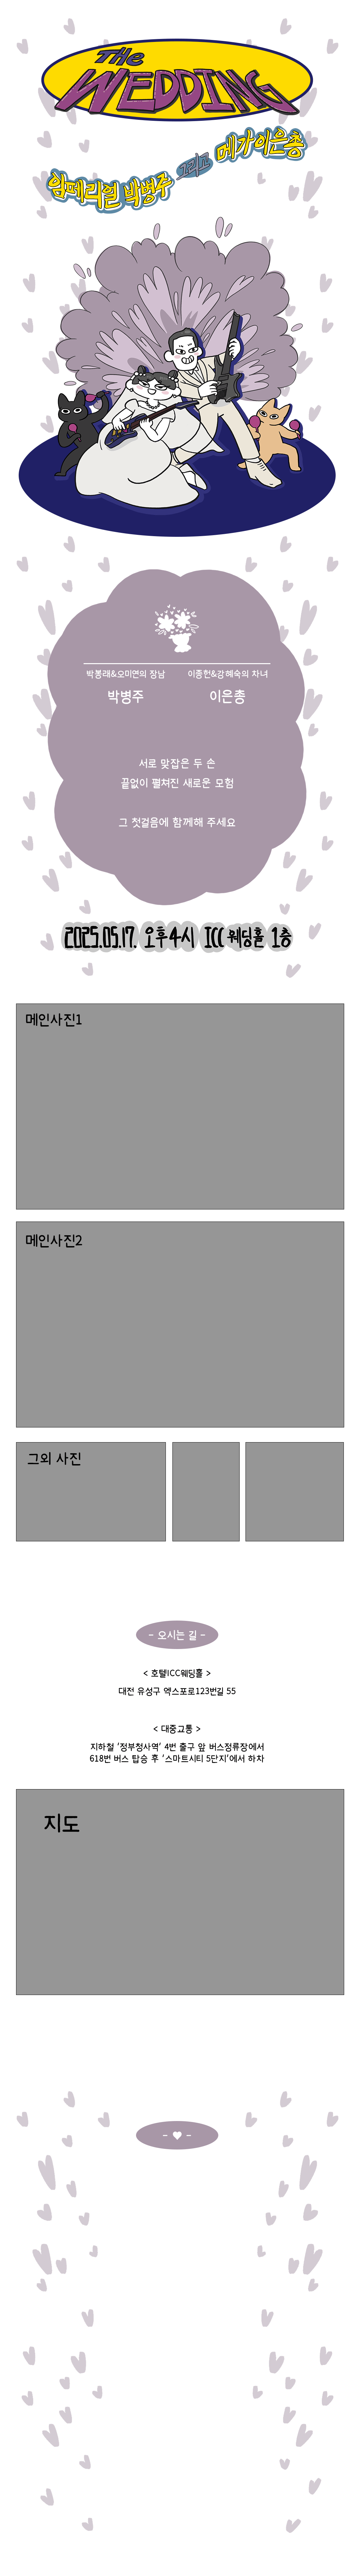 THE
WEDDING
임페리얼 박병주 그리고 메가 이은총
박봉래&오미연의 장남 이종헌&강혜숙의 자녀
박병주 이은총
서로 맞잡은 두 손
끝없이 펼쳐진 새로운 모험
그 첫걸음에 함께해 주세요
2025.05.17. 오후4시 ICC 웨딩홀 1층
메인사진1
메인사진2
그외 사진
- 오시는 길 -
< 호텔ICC웨딩홀 >
대전 유성구 엑스포로123번길 55
< 대중교통 >
지하철 '정부청사역' 4번 출구 앞 버스정류장에서
618번 버스 탑승 후 '스마트시티 5단지'에서 하차
지도
- ♥ -